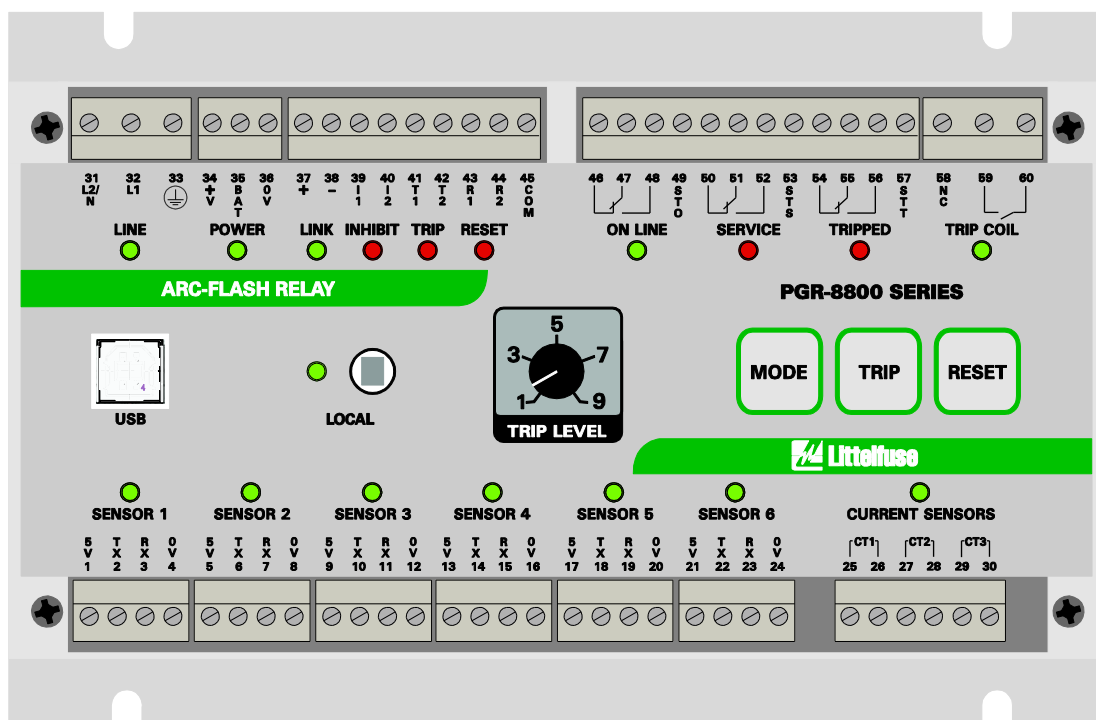 31 32 33 34 35 36 37 38 39 40 41 42 43 44 45 46 47 48 49 50 51 52 53 54 55 56 57 58 59 60
L2/N L1 +V BAT 0V + – I1 I2 T1 T2 R1 R2 COM STO STS STT NC
LINE POWER LINK INHIBIT TRIP RESET ON LINE SERVICE TRIPPED TRIP COIL
ARC-FLASH RELAY
PGR-8800 SERIES
1 3 5 7 9
TRIP LEVEL
MODE TRIP RESET
4
USB LOCAL
Littelfuse
SENSOR 1 SENSOR 2 SENSOR 3 SENSOR 4 SENSOR 5 SENSOR 6 CURRENT SENSORS
5V TX RX 0V 5V TX RX 0V 5V TX RX 0V 5V TX RX 0V 5V TX RX 0V 5V TX RX 0V CT1 CT2 CT3
1 2 3 4 5 6 7 8 9 10 11 12 13 14 15 16 17 18 19 20 21 22 23 24 25 26 27 28 29 30